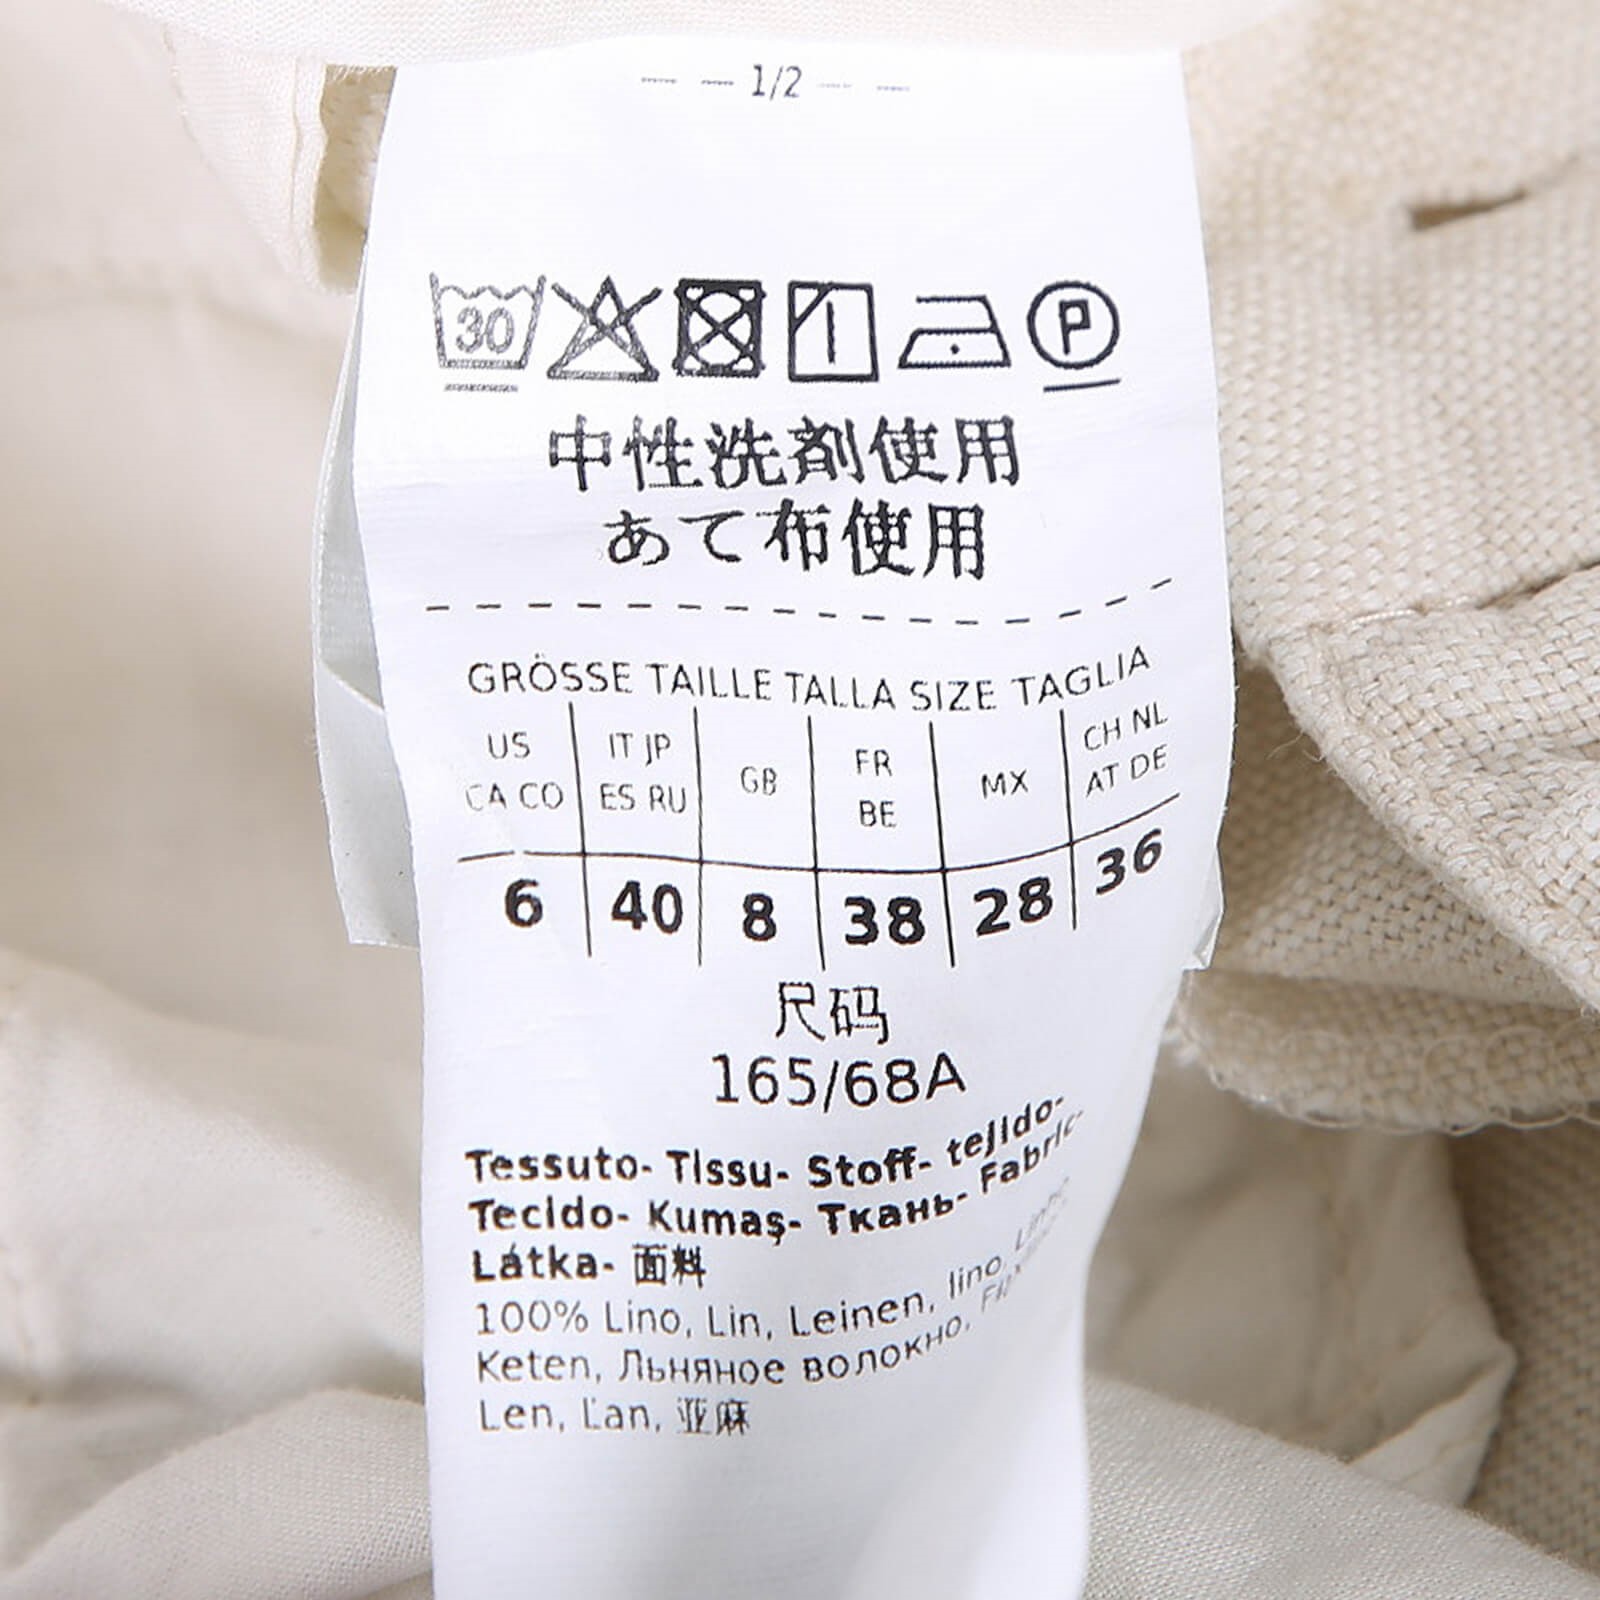 1/2
30 P
中性洗剤使用
あて布使用
GRÖSSE TAILLE TALLA SIZE TAGLIA
US CA CO IT JP ES RU GB FR BE MX CH NL AT DE
6 40 8 38 28 36
尺码
165/68A
Tessuto- Tissu- Stoff- tejido-
Tecido- Kumaş- Ткань- Fabric-
Látka- 面料
100% Lino, Lin, Leinen, lino,
Keten, Льняное волокно,
Len, Ľan, 亚麻